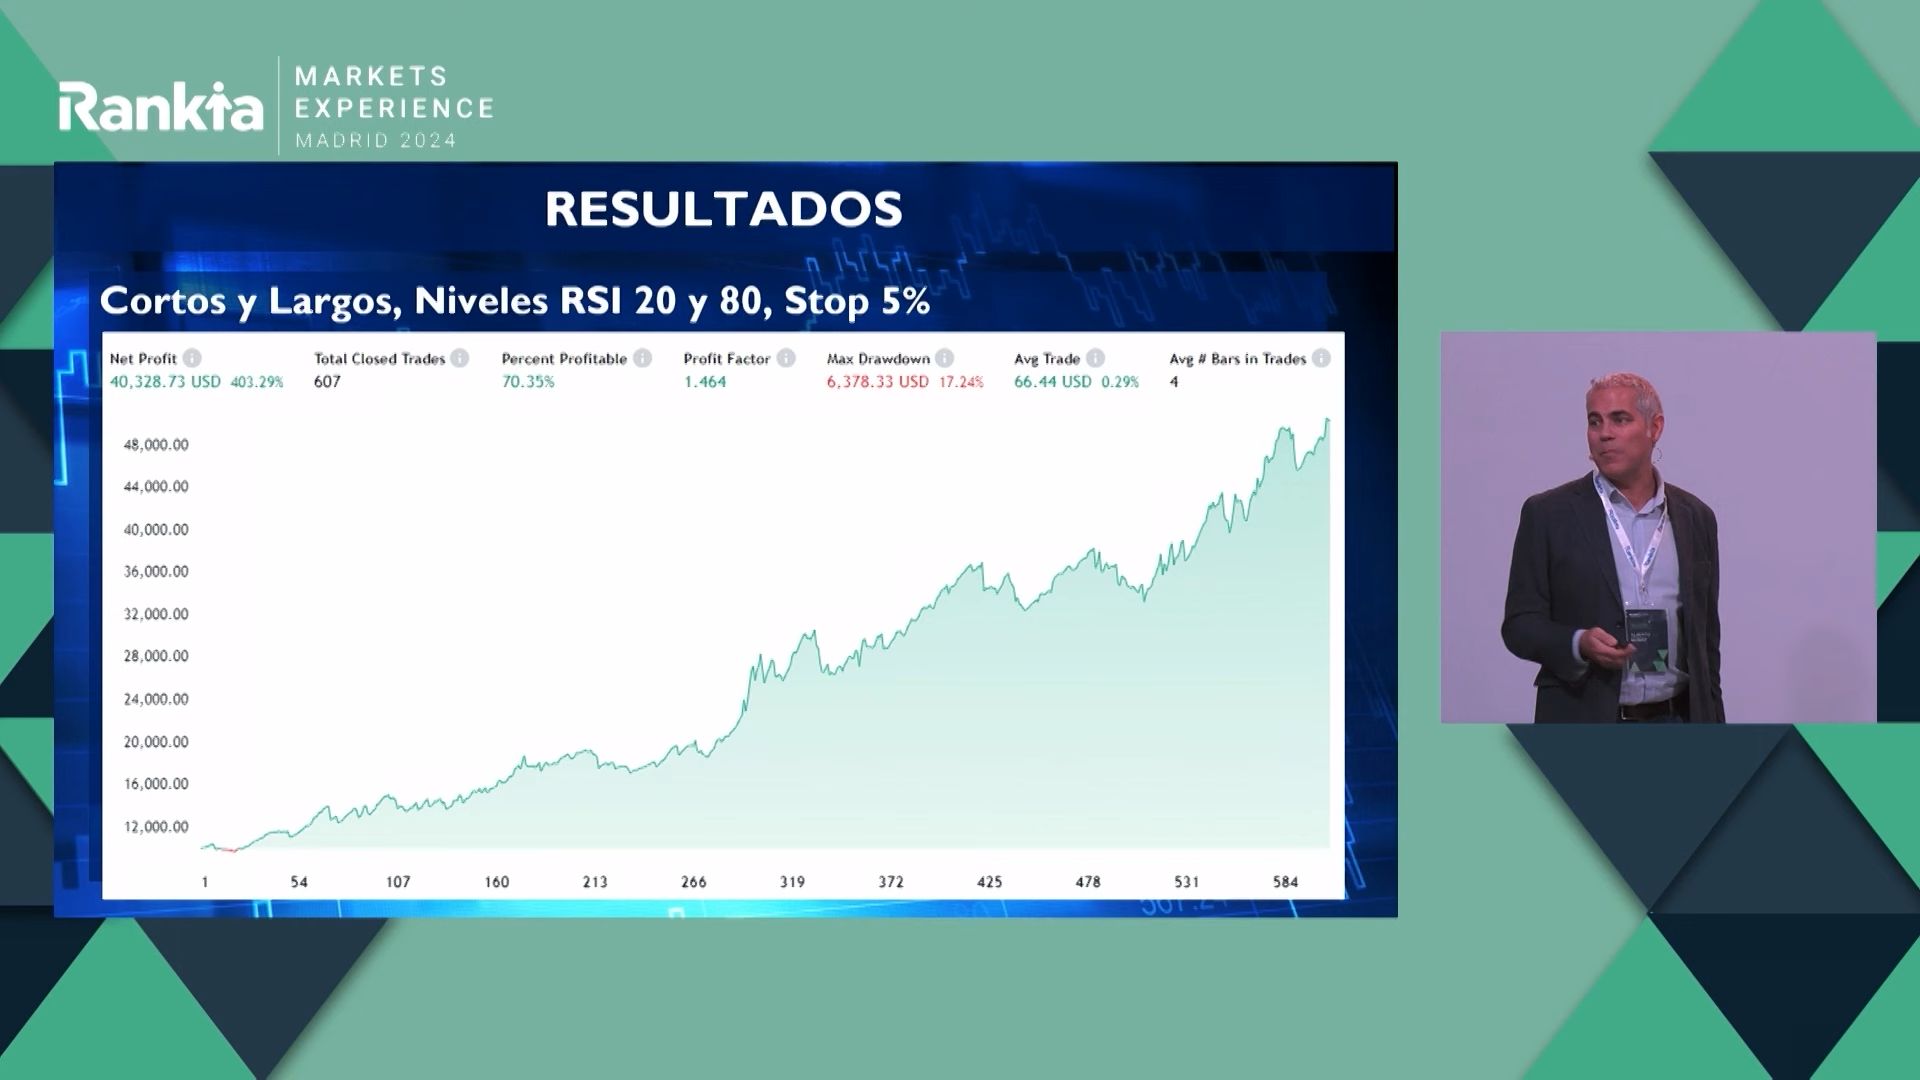 Rankia
MARKETS
EXPERIENCE
MADRID 2024
RESULTADOS
Cortos y Largos, Niveles RSI 20 y 80, Stop 5%
Net Profit Total Closed Trades Percent Profitable Profit Factor Max Drawdown Avg Trade Avg # Bars in Trades
40,328.73 USD 403.29% 607 70.35% 1.464 6,378.33 USD 17.24% 66.44 USD 0.29% 4
48,000.00
44,000.00
40,000.00
36,000.00
32,000.00
28,000.00
24,000.00
20,000.00
16,000.00
12,000.00
1 54 107 160 213 266 319 372 425 478 531 584